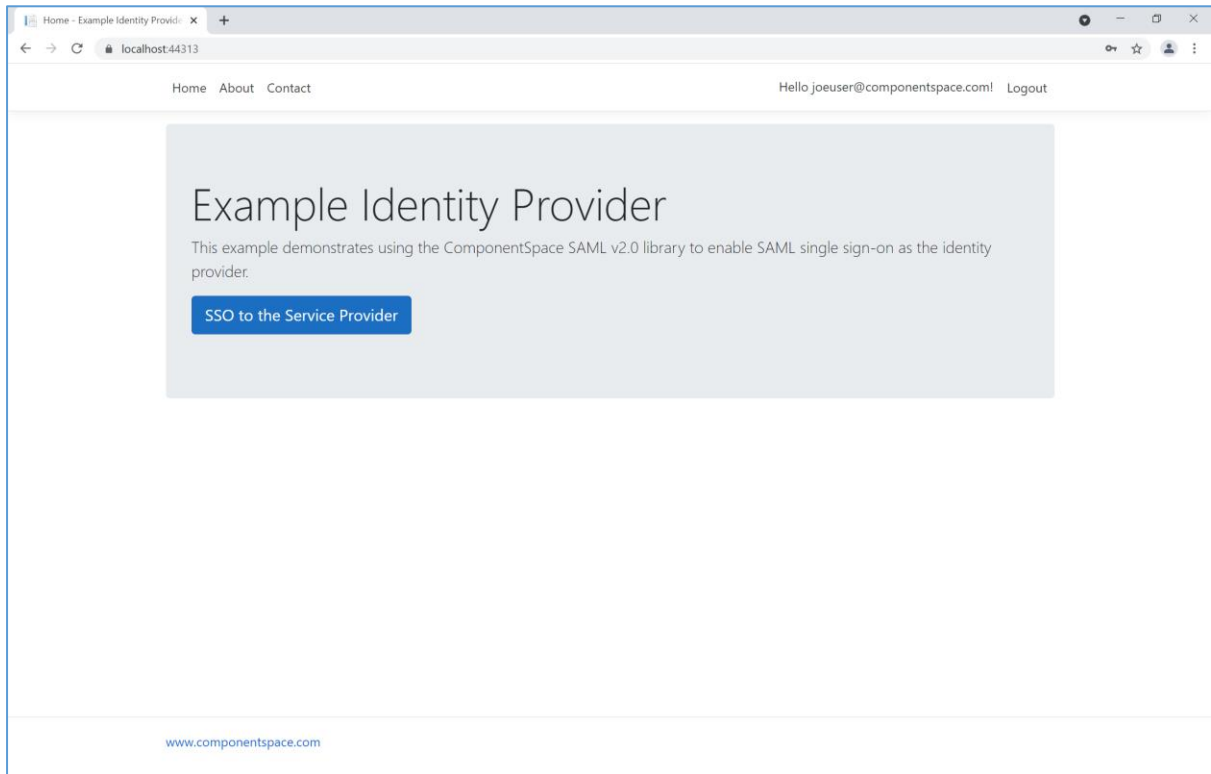 Home - Example Identity Provide
localhost:44313
Home About Contact
Hello joeuser@componentspace.com! Logout
Example Identity Provider
This example demonstrates using the ComponentSpace SAML v2.0 library to enable SAML single sign-on as the identity
provider.
SSO to the Service Provider
www.componentspace.com